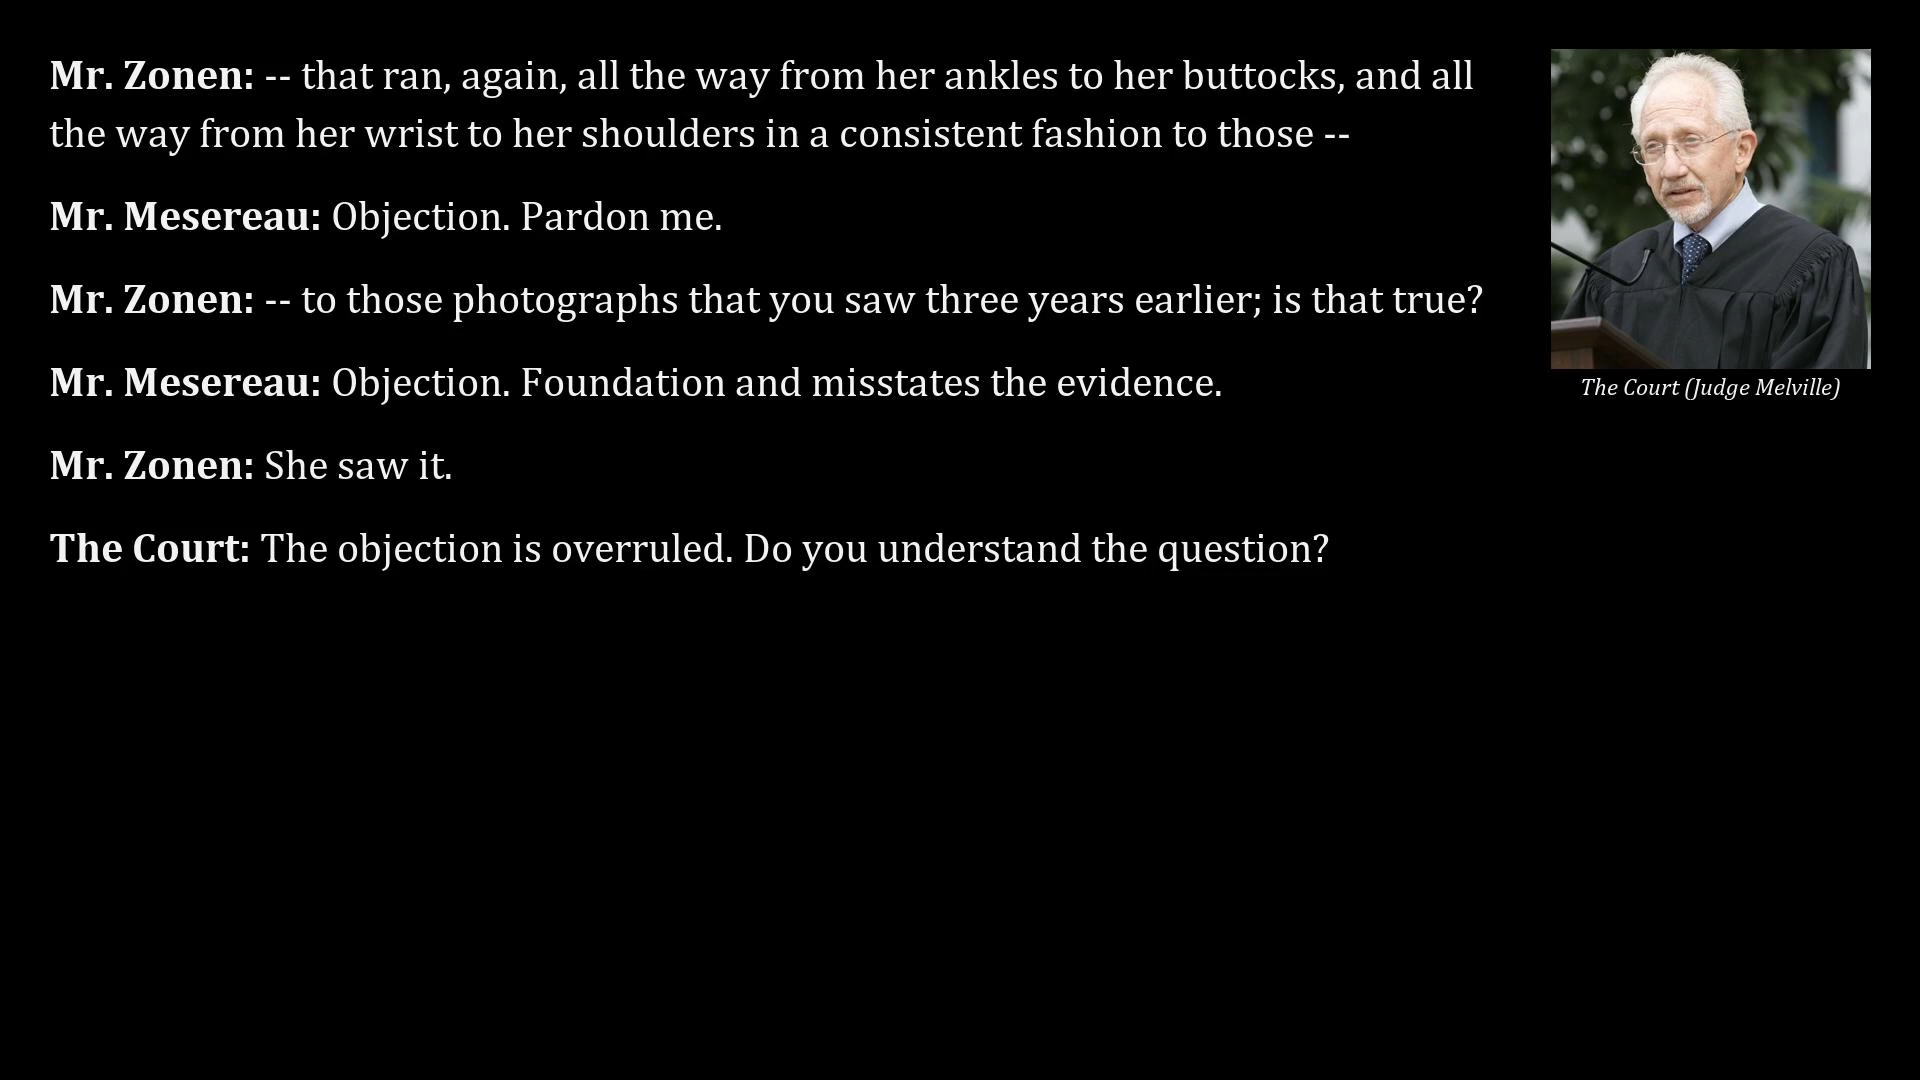 Mr. Zonen: -- that ran, again, all the way from her ankles to her buttocks, and all
the way from her wrist to her shoulders in a consistent fashion to those --
Mr. Mesereau: Objection. Pardon me.
Mr. Zonen: -- to those photographs that you saw three years earlier; is that true?
Mr. Mesereau: Objection. Foundation and misstates the evidence.
Mr. Zonen: She saw it.
The Court: The objection is overruled. Do you understand the question?
The Court (Judge Melville)